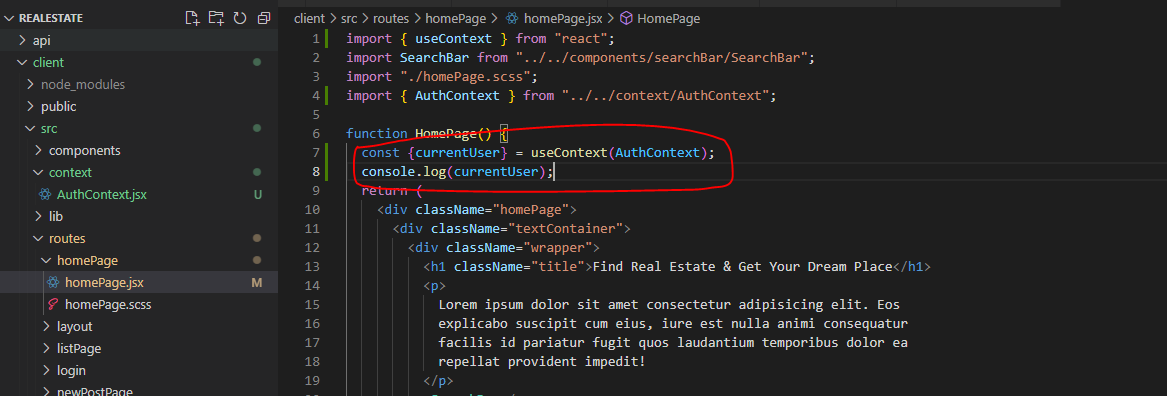 REALESTATE
api
client
node_modules
public
src
components
context
AuthContext.jsx U
lib
routes
homePage
homePage.jsx M
homePage.scss
layout
listPage
login
newPostPage
client > src > routes > homePage > homePage.jsx > HomePage
1 import { useContext } from "react";
2 import SearchBar from "../../components/searchBar/SearchBar";
3 import "./homePage.scss";
4 import { AuthContext } from "../../context/AuthContext";
5
6 function HomePage() {
7 const {currentUser} = useContext(AuthContext);
8 console.log(currentUser);
9 return (
10 <div className="homePage">
11 <div className="textContainer">
12 <div className="wrapper">
13 <h1 className="title">Find Real Estate & Get Your Dream Place</h1>
14 <p>
15 Lorem ipsum dolor sit amet consectetur adipisicing elit. Eos
16 explicabo suscipit cum eius, iure est nulla animi consequatur
17 facilis id pariatur fugit quos laudantium temporibus dolor ea
18 repellat provident impedit!
19 </p>